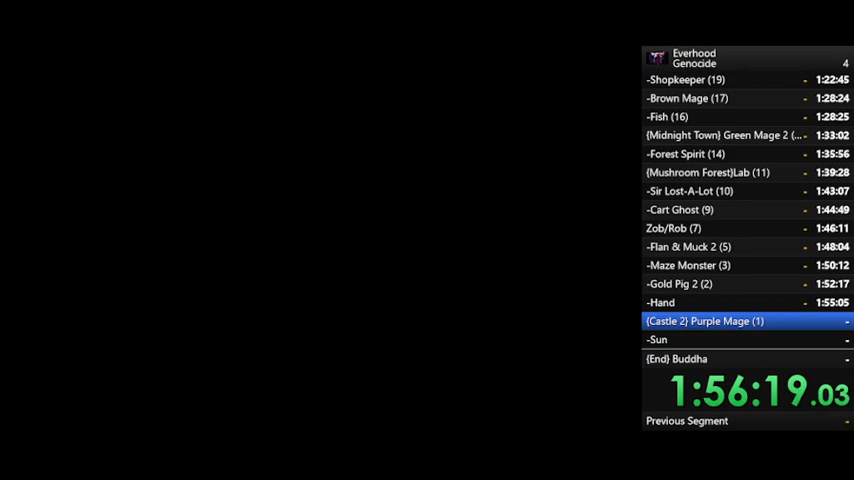 Everhood
Genocide 4
-Shopkeeper (19) - 1:22:45
-Brown Mage (17) - 1:28:24
-Fish (16) - 1:28:25
{Midnight Town} Green Mage 2 (... - 1:33:02
-Forest Spirit (14) - 1:35:56
{Mushroom Forest}Lab (11) - 1:39:28
-Sir Lost-A-Lot (10) - 1:43:07
-Cart Ghost (9) - 1:44:49
Zob/Rob (7) - 1:46:11
-Flan & Muck 2 (5) - 1:48:04
-Maze Monster (3) - 1:50:12
-Gold Pig 2 (2) - 1:52:17
-Hand - 1:55:05
{Castle 2} Purple Mage (1) -
-Sun -
{End} Buddha -
1:56:19.03
Previous Segment -